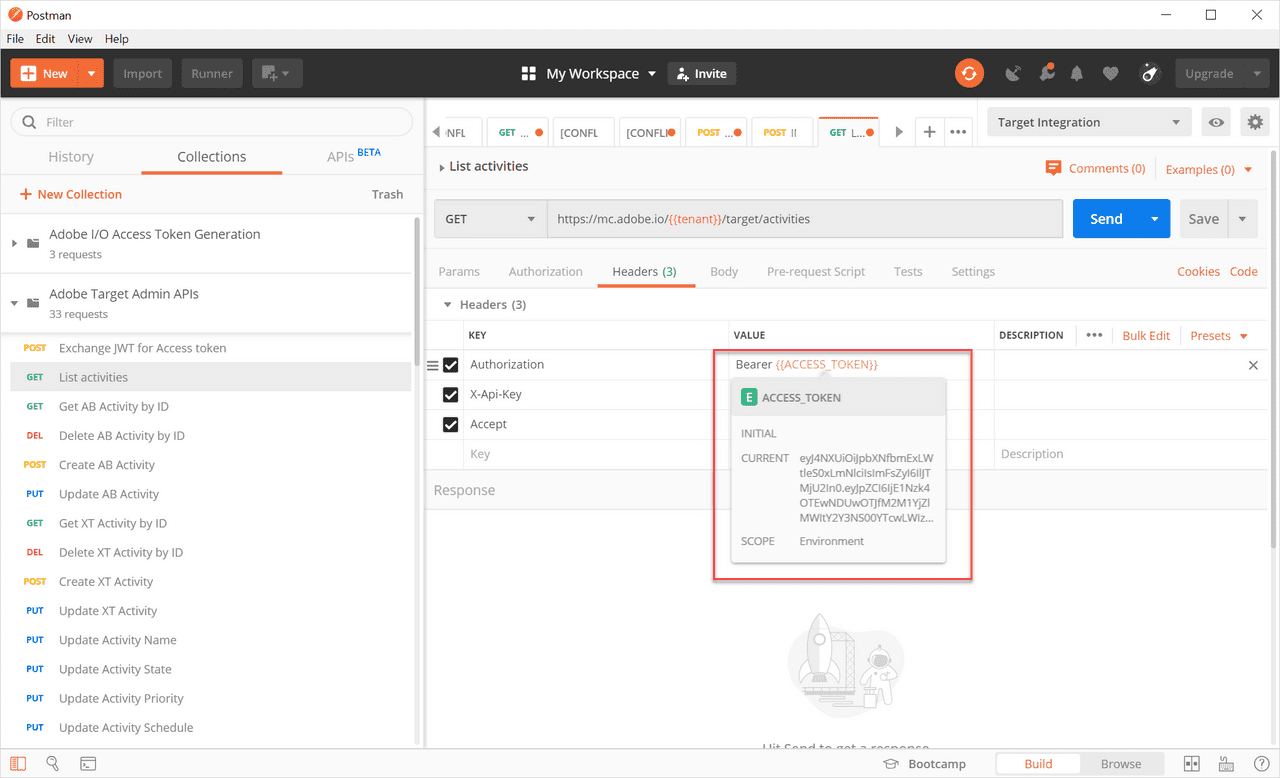 Postman
File Edit View Help
New Import Runner My Workspace Invite Upgrade
Filter
History Collections APIs BETA
New Collection Trash
Adobe I/O Access Token Generation
3 requests
Adobe Target Admin APIs
33 requests
POST Exchange JWT for Access token
GET List activities
GET Get AB Activity by ID
DEL Delete AB Activity by ID
POST Create AB Activity
PUT Update AB Activity
GET Get XT Activity by ID
DEL Delete XT Activity by ID
POST Create XT Activity
PUT Update XT Activity
PUT Update Activity Name
PUT Update Activity State
PUT Update Activity Priority
PUT Update Activity Schedule
GET ... [CONFL [CONFLI POST ... POST GET L... Target Integration
List activities Comments (0) Examples (0)
GET https://mc.adobe.io/{{tenant}}/target/activities Send Save
Params Authorization Headers (3) Body Pre-request Script Tests Settings Cookies Code
Headers (3)
KEY VALUE DESCRIPTION ••• Bulk Edit Presets
Authorization Bearer {{ACCESS_TOKEN}}
X-Api-Key
Accept
Key Description
E ACCESS_TOKEN
INITIAL
CURRENT
SCOPE Environment
Response
Hit Send to get a response
Bootcamp Build Browse